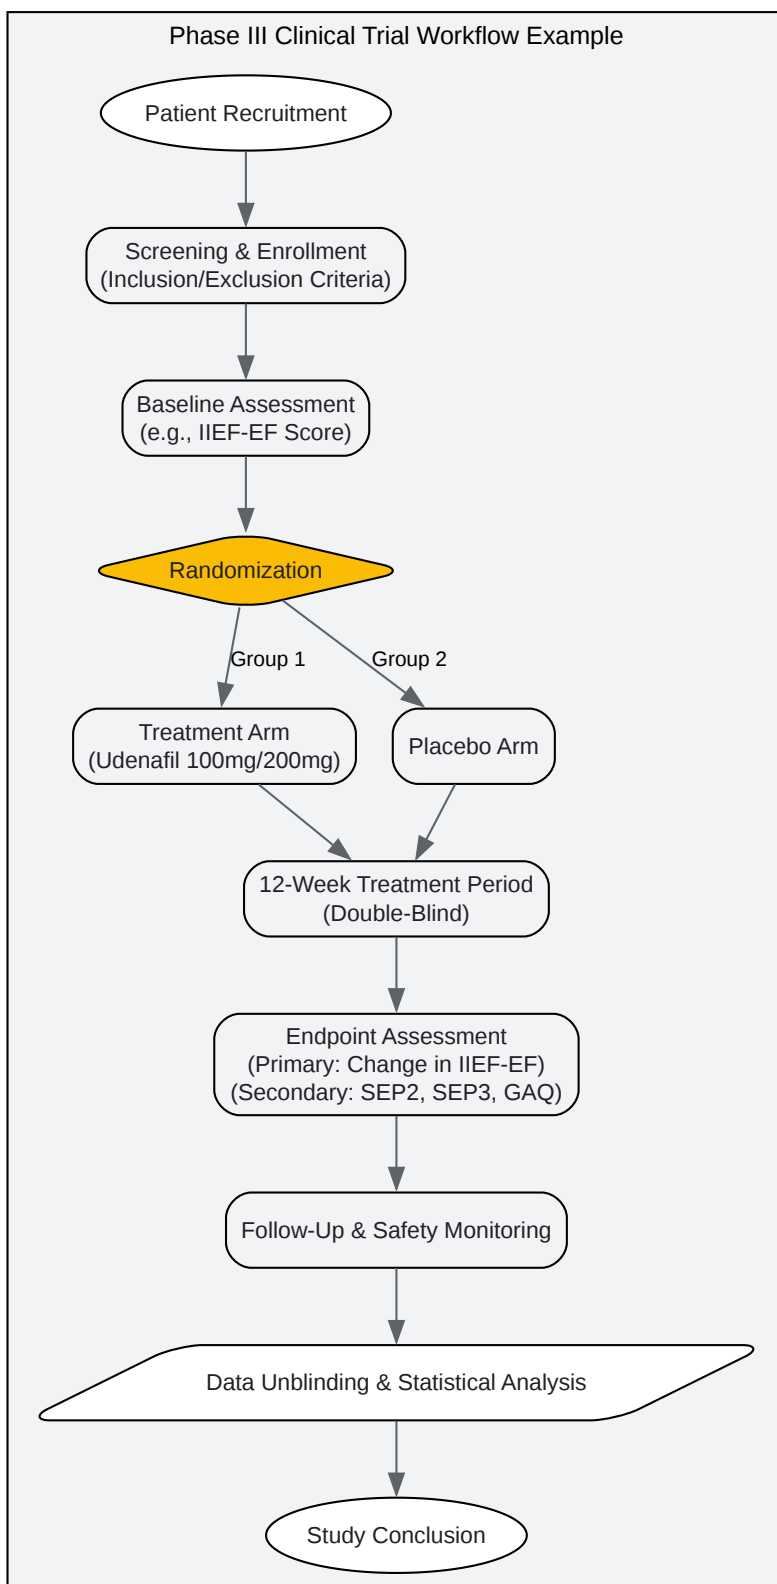 Phase III Clinical Trial Workflow Example
Patient Recruitment
Screening & Enrollment
(Inclusion/Exclusion Criteria)
Baseline Assessment
(e.g., IIEF-EF Score)
Randomization
Group 1
Group 2
Treatment Arm
(Udenafil 100mg/200mg)
Placebo Arm
12-Week Treatment Period
(Double-Blind)
Endpoint Assessment
(Primary: Change in IIEF-EF)
(Secondary: SEP2, SEP3, GAQ)
Follow-Up & Safety Monitoring
Data Unblinding & Statistical Analysis
Study Conclusion